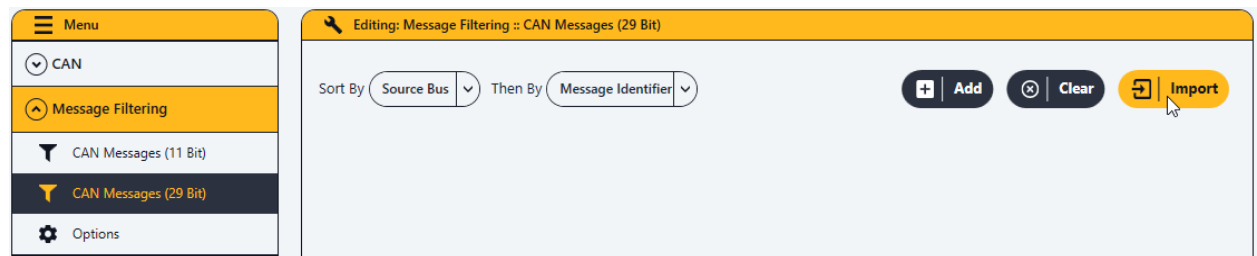 Menu
CAN
Message Filtering
CAN Messages (11 Bit)
CAN Messages (29 Bit)
Options
Editing: Message Filtering :: CAN Messages (29 Bit)
Sort By Source Bus Then By Message Identifier Add Clear Import